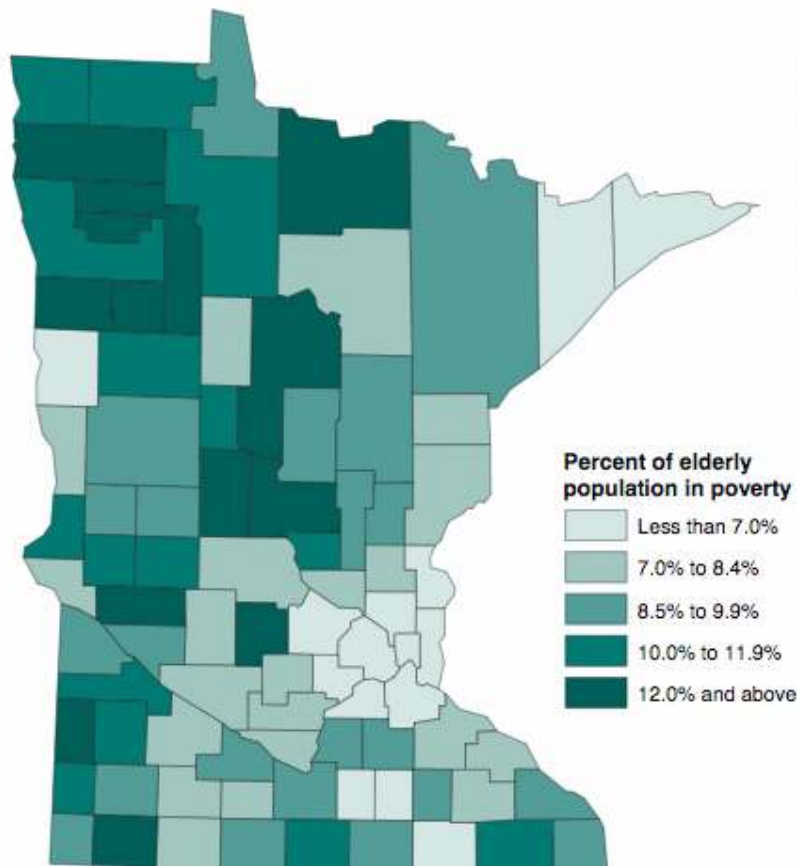 Percent of elderly
population in poverty
Less than 7.0%
7.0% to 8.4%
8.5% to 9.9%
10.0% to 11.9%
12.0% and above